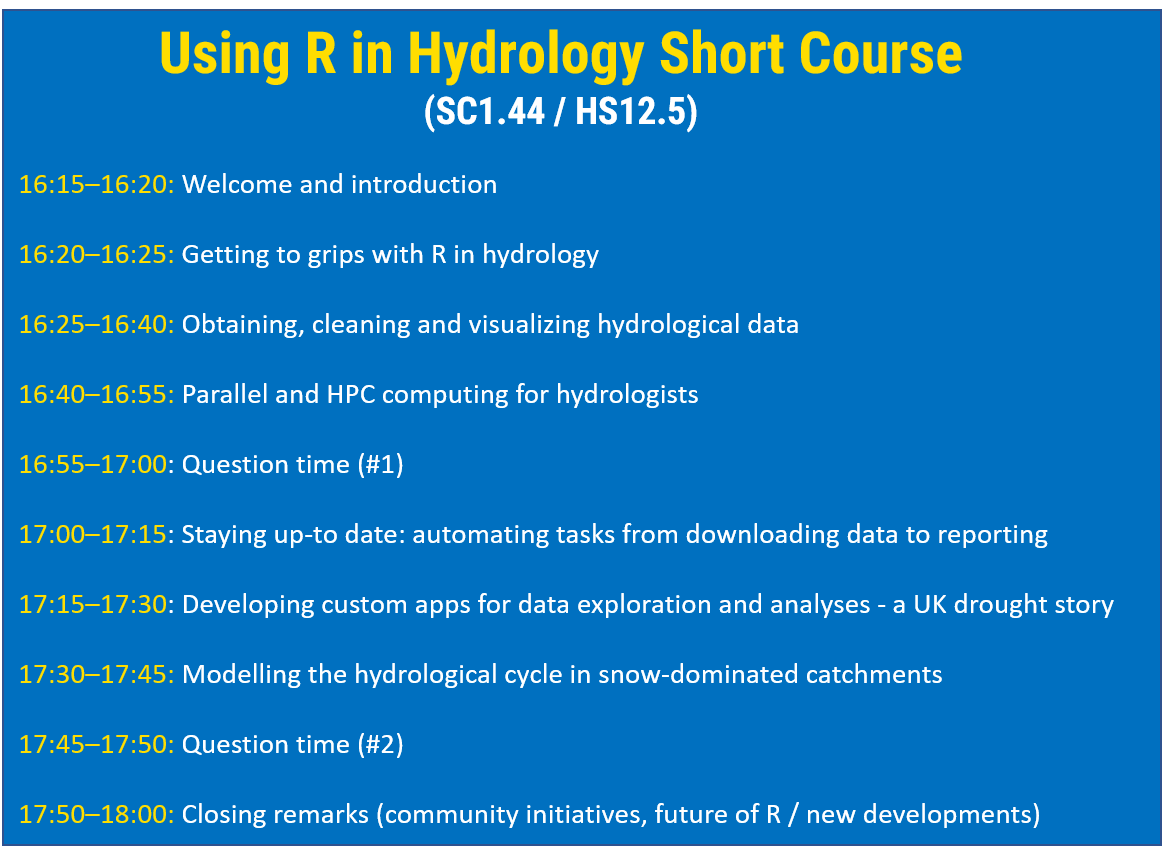 Using R in Hydrology Short Course
(SC1.44 / HS12.5)
16:15–16:20: Welcome and introduction
16:20–16:25: Getting to grips with R in hydrology
16:25–16:40: Obtaining, cleaning and visualizing hydrological data
16:40–16:55: Parallel and HPC computing for hydrologists
16:55–17:00: Question time (#1)
17:00–17:15: Staying up-to date: automating tasks from downloading data to reporting
17:15–17:30: Developing custom apps for data exploration and analyses - a UK drought story
17:30–17:45: Modelling the hydrological cycle in snow-dominated catchments
17:45–17:50: Question time (#2)
17:50–18:00: Closing remarks (community initiatives, future of R / new developments)